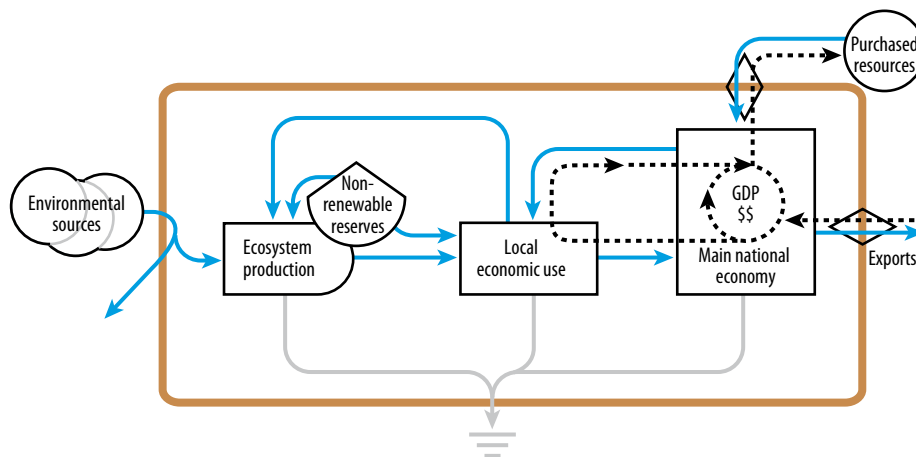 Purchased
resources
Environmental
sources
Non-
renewable
reserves
Ecosystem
production
Local
economic use
GDP
$$
Main national
economy
Exports